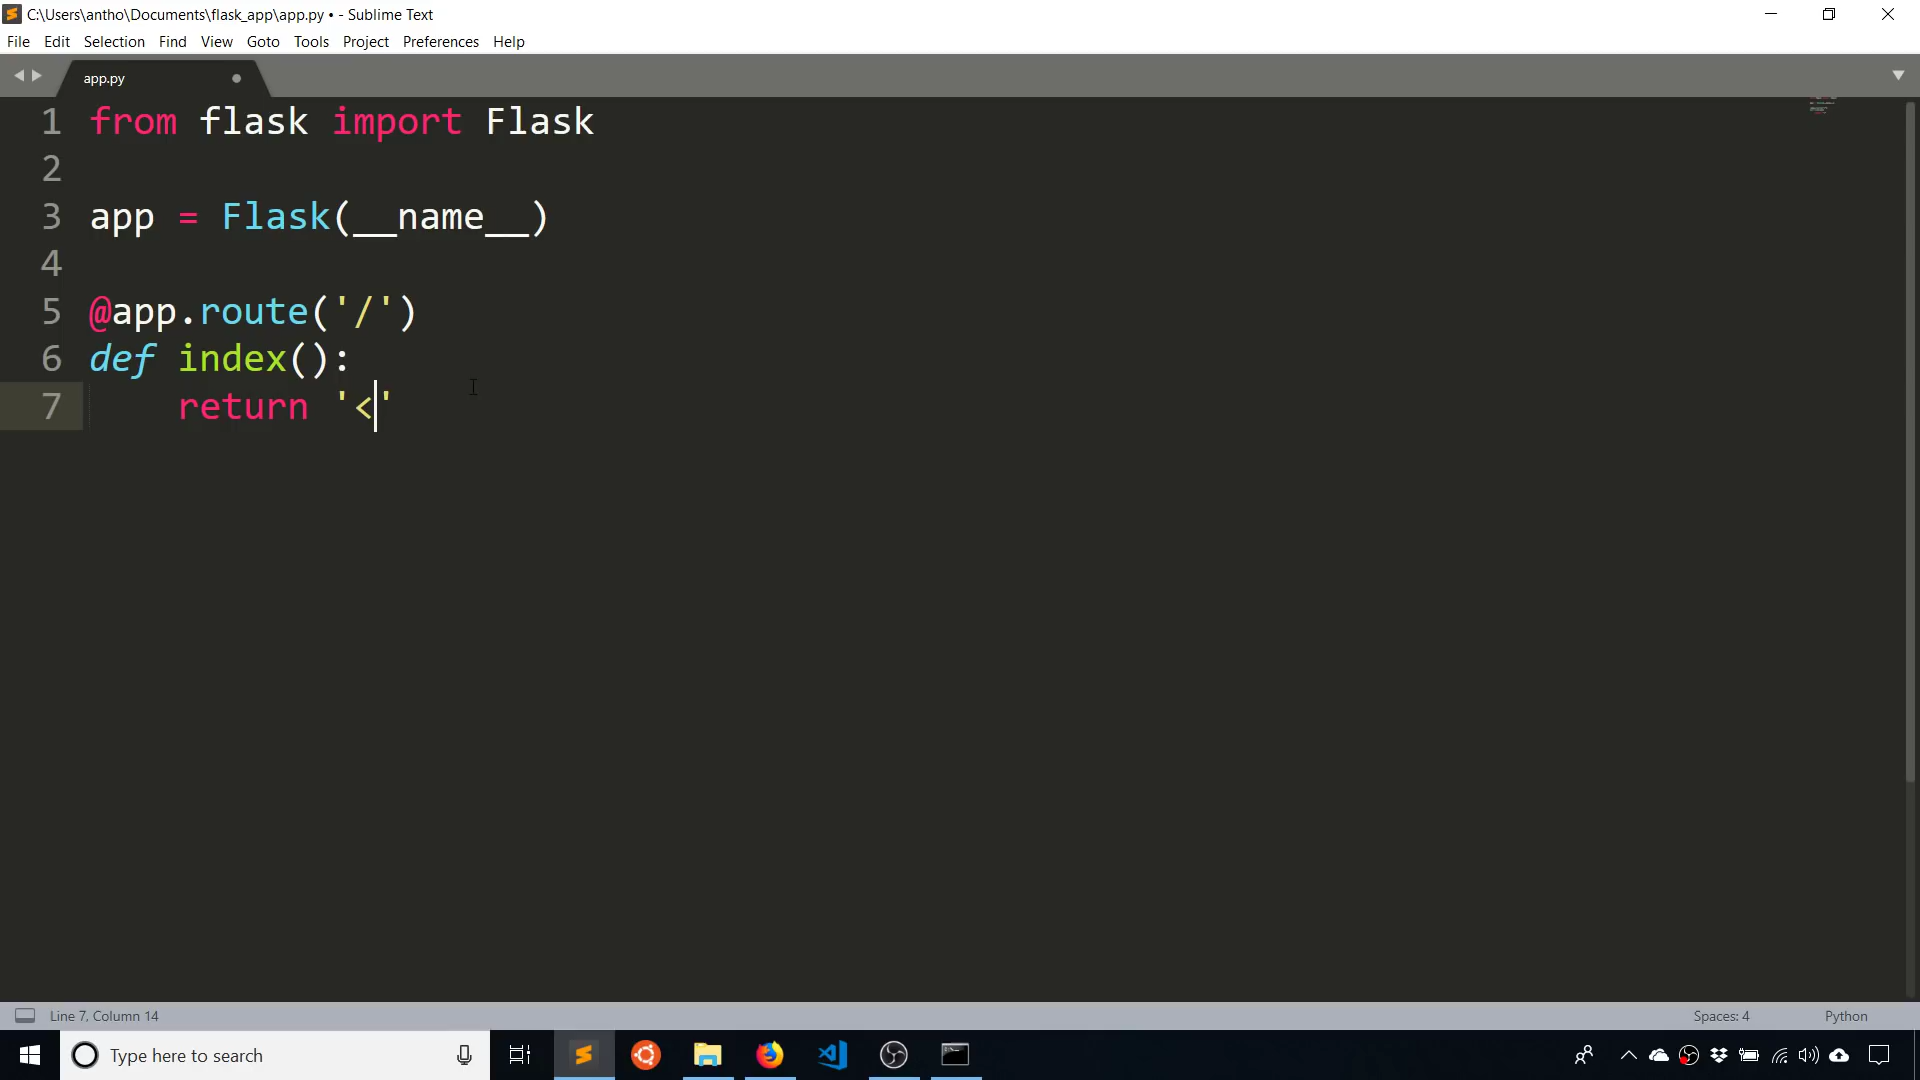 C:\Users\antho\Documents\flask_app\app.py • - Sublime Text
File Edit Selection Find View Goto Tools Project Preferences Help
app.py
1 from flask import Flask
2
3 app = Flask(__name__)
4
5 @app.route('/')
6 def index():
7     return '<'
Line 7, Column 14 Spaces: 4 Python
Type here to search